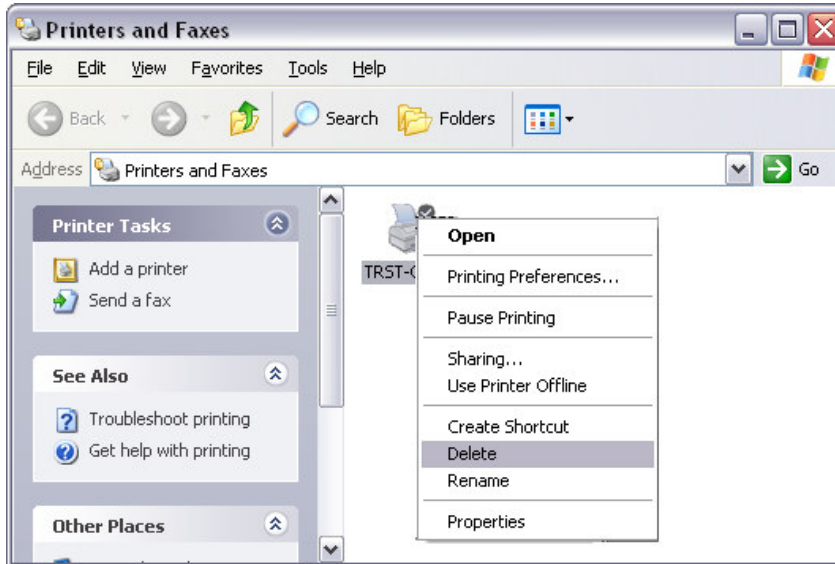 Printers and Faxes
File Edit View Favorites Tools Help
Back Search Folders
Address Printers and Faxes Go
Printer Tasks
Add a printer
Send a fax
See Also
Troubleshoot printing
Get help with printing
Other Places
Open
Printing Preferences...
Pause Printing
Sharing...
Use Printer Offline
Create Shortcut
Delete
Rename
Properties